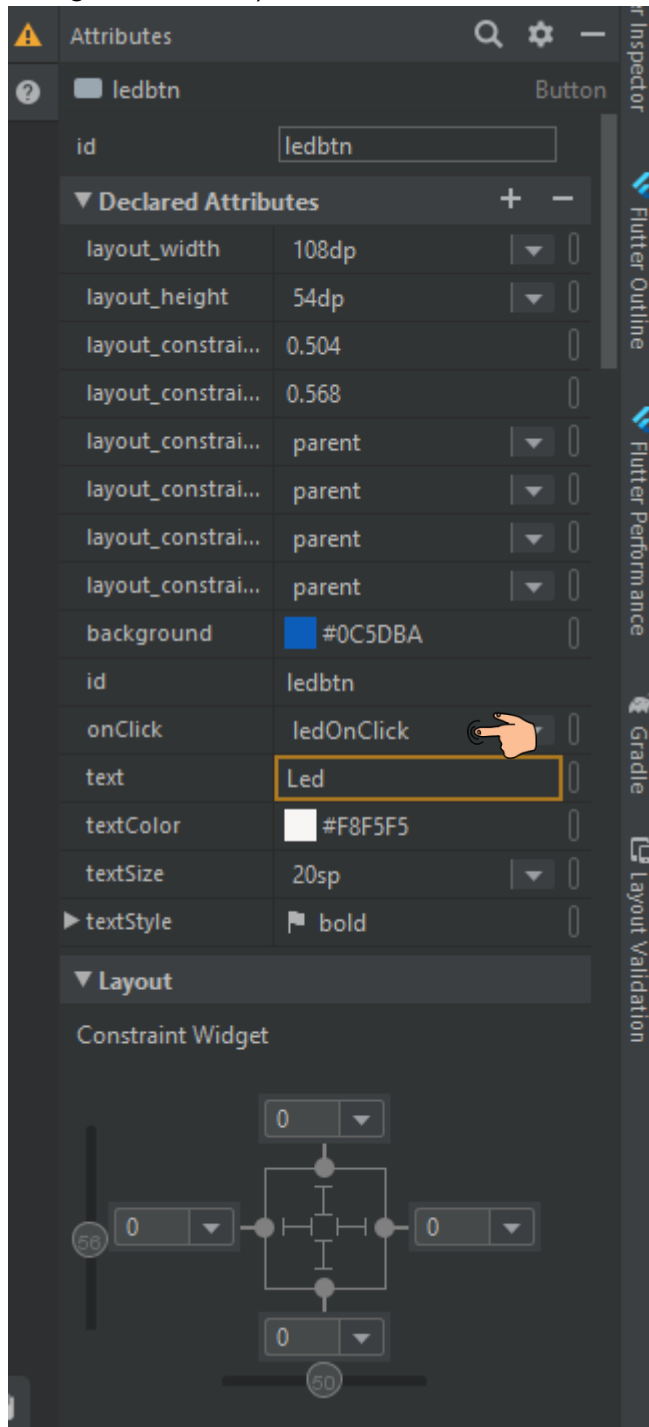 Attributes
ledbtn Button
id ledbtn
Declared Attributes
layout_width 108dp
layout_height 54dp
layout_constrai... 0.504
layout_constrai... 0.568
layout_constrai... parent
layout_constrai... parent
layout_constrai... parent
layout_constrai... parent
background #0C5DBA
id ledbtn
onClick ledOnClick
text Led
textColor #F8F5F5
textSize 20sp
textStyle bold
Layout
Constraint Widget
0
56 0 0
0
50
r Inspector
Flutter Outline
Flutter Performance
Gradle
Layout Validation